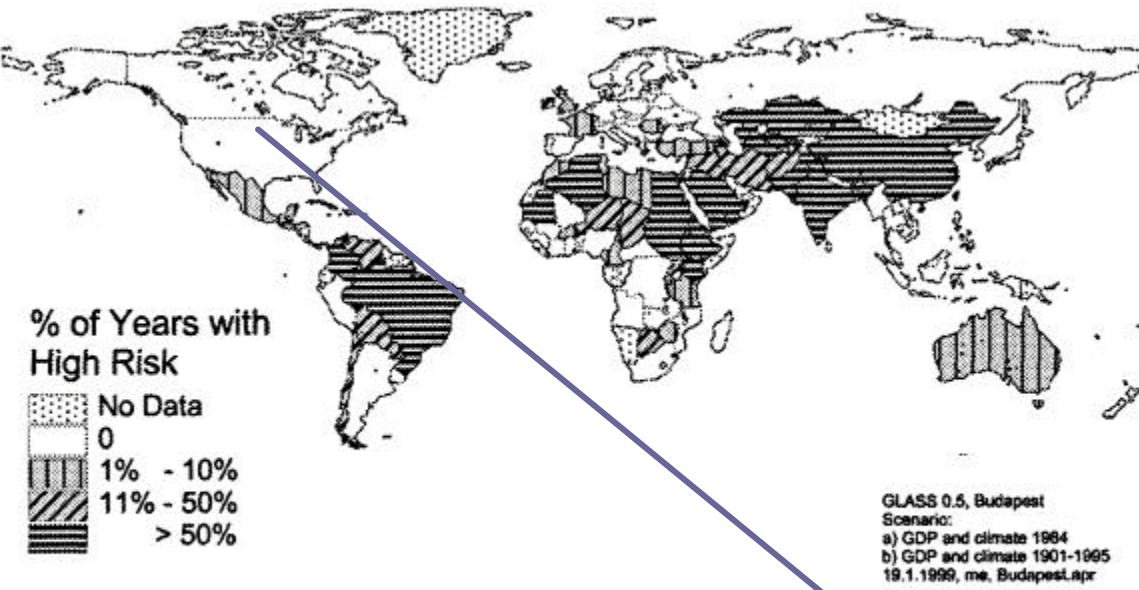 % of Years with
High Risk
No Data
0
1% - 10%
11% - 50%
> 50%
GLASS 0.5, Budapest
Scenario:
a) GDP and climate 1984
b) GDP and climate 1901-1995
19.1.1999, me, Budapest.apr